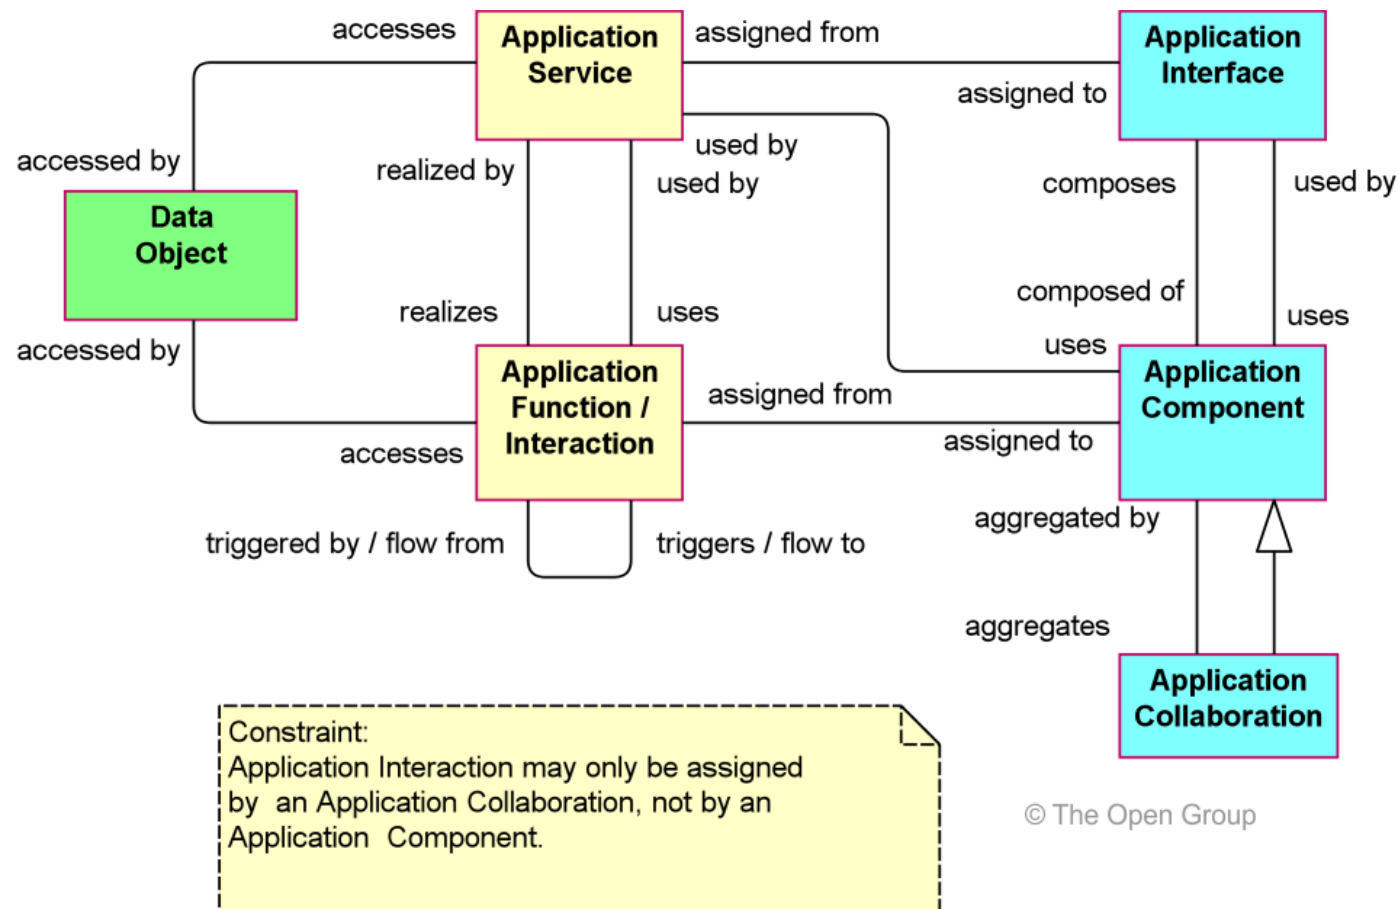 accesses
Application
Service
assigned from
Application
Interface
assigned to
accessed by
realized by
used by
used by
composes
used by
Data
Object
realizes
uses
composed of
uses
uses
accessed by
Application
Function /
Interaction
assigned from
Application
Component
accesses
assigned to
triggered by / flow from
triggers / flow to
aggregated by
aggregates
Application
Collaboration
Constraint:
Application Interaction may only be assigned
by  an Application Collaboration, not by an
Application  Component.
© The Open Group